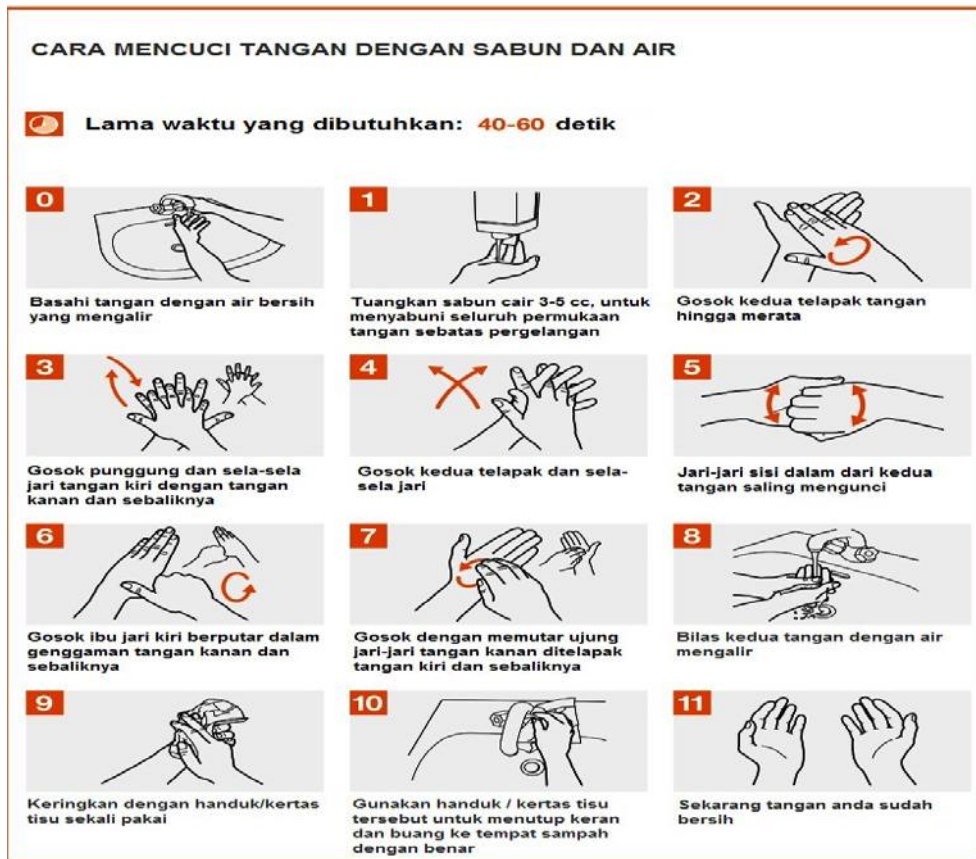 CARA MENCUCI TANGAN DENGAN SABUN DAN AIR
Lama waktu yang dibutuhkan: 40-60 detik
0
Basahi tangan dengan air bersih
yang mengalir
1
Tuangkan sabun cair 3-5 cc, untuk
menyabuni seluruh permukaan
tangan sebatas pergelangan
2
Gosok kedua telapak tangan
hingga merata
3
Gosok punggung dan sela-sela
jari tangan kiri dengan tangan
kanan dan sebaliknya
4
Gosok kedua telapak dan sela-
sela jari
5
Jari-jari sisi dalam dari kedua
tangan saling mengunci
6
Gosok ibu jari kiri berputar dalam
genggaman tangan kanan dan
sebaliknya
7
Gosok dengan memutar ujung
jari-jari tangan kanan ditelapak
tangan kiri dan sebaliknya
8
Bilas kedua tangan dengan air
mengalir
9
Keringkan dengan handuk/kertas
tisu sekali pakai
10
Gunakan handuk / kertas tisu
tersebut untuk menutup keran
dan buang ke tempat sampah
dengan benar
11
Sekarang tangan anda sudah
bersih